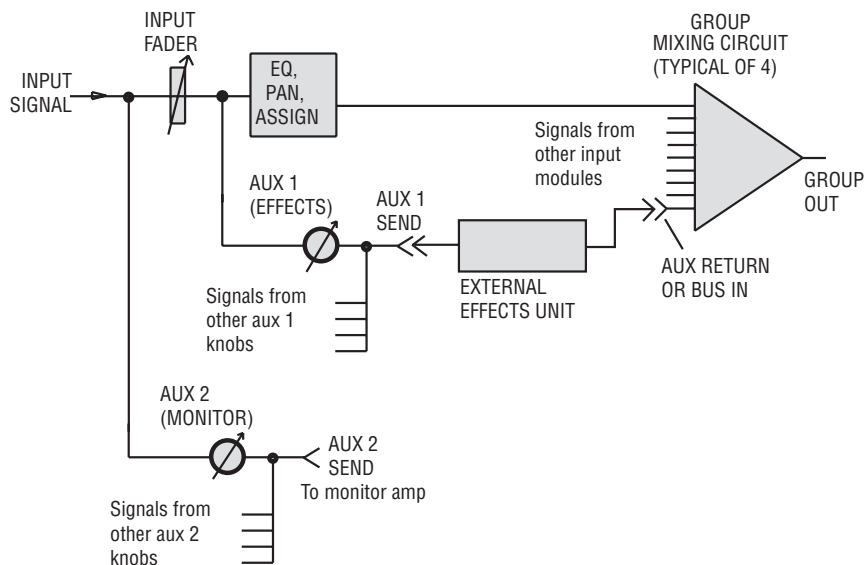 INPUT
FADER
INPUT
SIGNAL
EQ,
PAN,
ASSIGN
GROUP
MIXING CIRCUIT
(TYPICAL OF 4)
Signals from
other input
modules
GROUP
OUT
AUX 1
(EFFECTS)
AUX 1
SEND
EXTERNAL
EFFECTS UNIT
AUX RETURN
OR BUS IN
Signals from
other aux 1
knobs
AUX 2
(MONITOR)
AUX 2
SEND
To monitor amp
Signals from
other aux 2
knobs